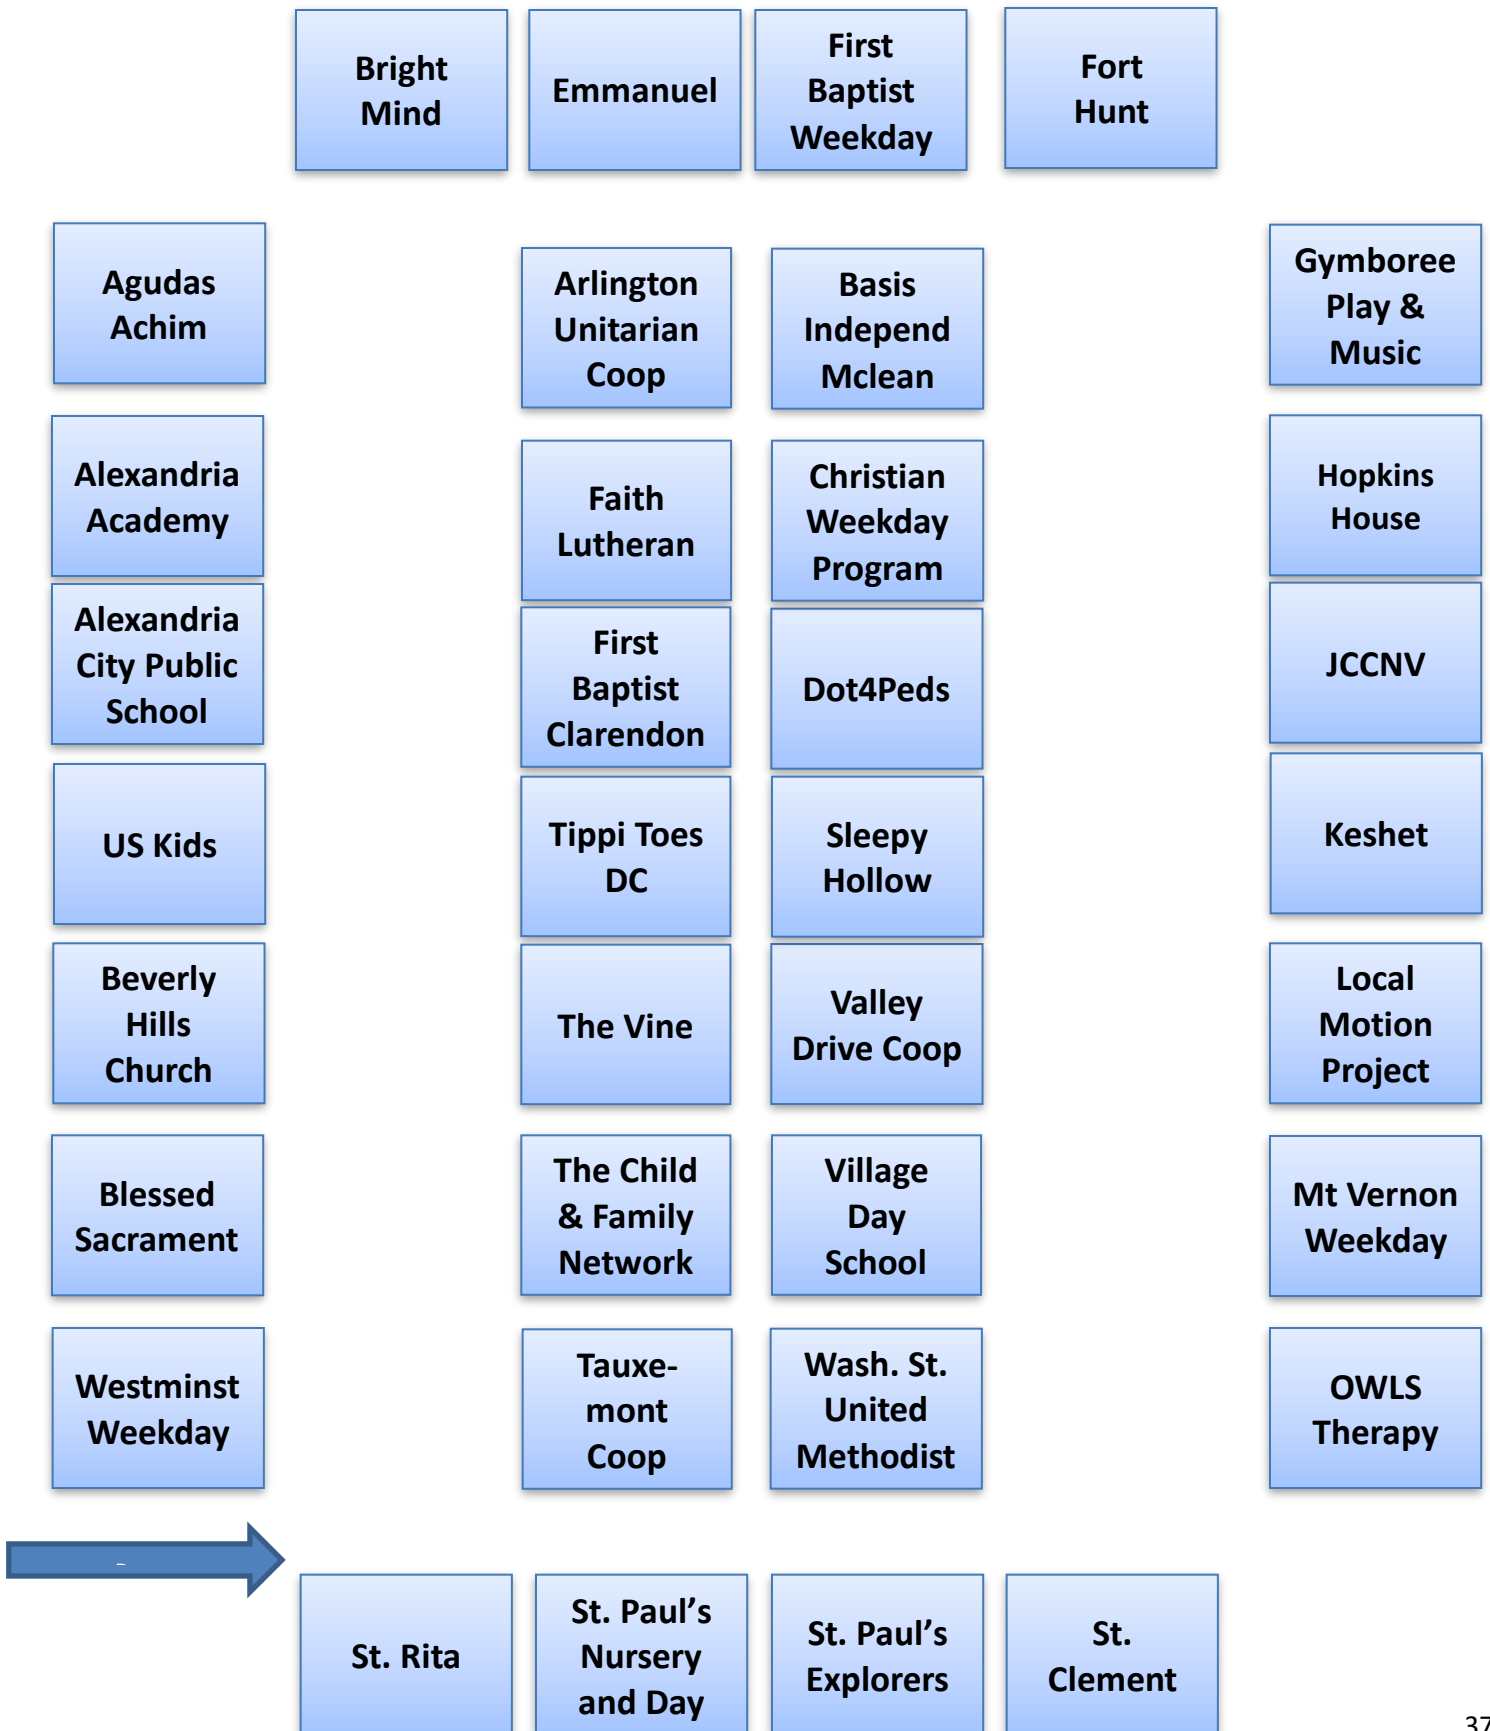 Bright
Mind
Emmanuel
First
Baptist
Weekday
Fort
Hunt
Agudas
Achim
Arlington
Unitarian
Coop
Basis
Independ
Mclean
Gymboree
Play &
Music
Alexandria
Academy
Faith
Lutheran
Christian
Weekday
Program
Hopkins
House
Alexandria
City Public
School
First
Baptist
Clarendon
Dot4Peds
JCCNV
US Kids
Tippi Toes
DC
Sleepy
Hollow
Keshet
Beverly
Hills
Church
The Vine
Valley
Drive Coop
Local
Motion
Project
Blessed
Sacrament
The Child
& Family
Network
Village
Day
School
Mt Vernon
Weekday
Westminst
Weekday
Tauxe-
mont
Coop
Wash. St.
United
Methodist
OWLS
Therapy
St. Rita
St. Paul’s
Nursery
and Day
St. Paul’s
Explorers
St.
Clement
37